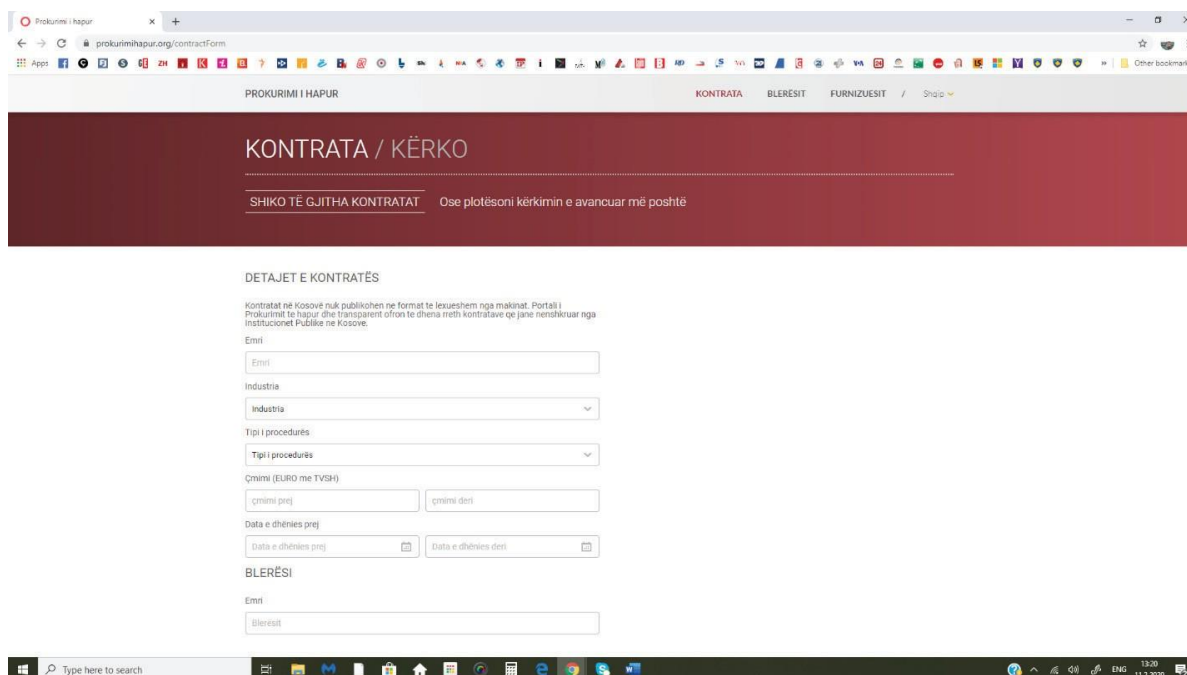 Prokurimi i hapur
prokurimihapur.org/contractForm
Apps
Other bookmark
PROKURIMI I HAPUR
KONTRATA BLERËSIT FURNIZUESIT / Shqip
KONTRATA / KËRKO
SHIKO TË GJITHA KONTRATAT Ose plotësoni kërkimin e avancuar më poshtë
DETAJET E KONTRATËS
Kontratat në Kosovë nuk publikohen ne format te lexueshem nga makinat. Portali i
Prokurimit te hapur dhe transparent ofron te dhena rreth kontratave qe jane nenshkruar nga
Institucionet Publike ne Kosove.
Emri
Emri
Industria
Industria
Tipi i procedurës
Tipi i procedurës
Çmimi (EURO me TVSH)
çmimi prej çmimi deri
Data e dhënies prej
Data e dhënies prej Data e dhënies deri
BLERËSI
Emri
Blerësit
Type here to search
ENG
13:20
11.2.2020